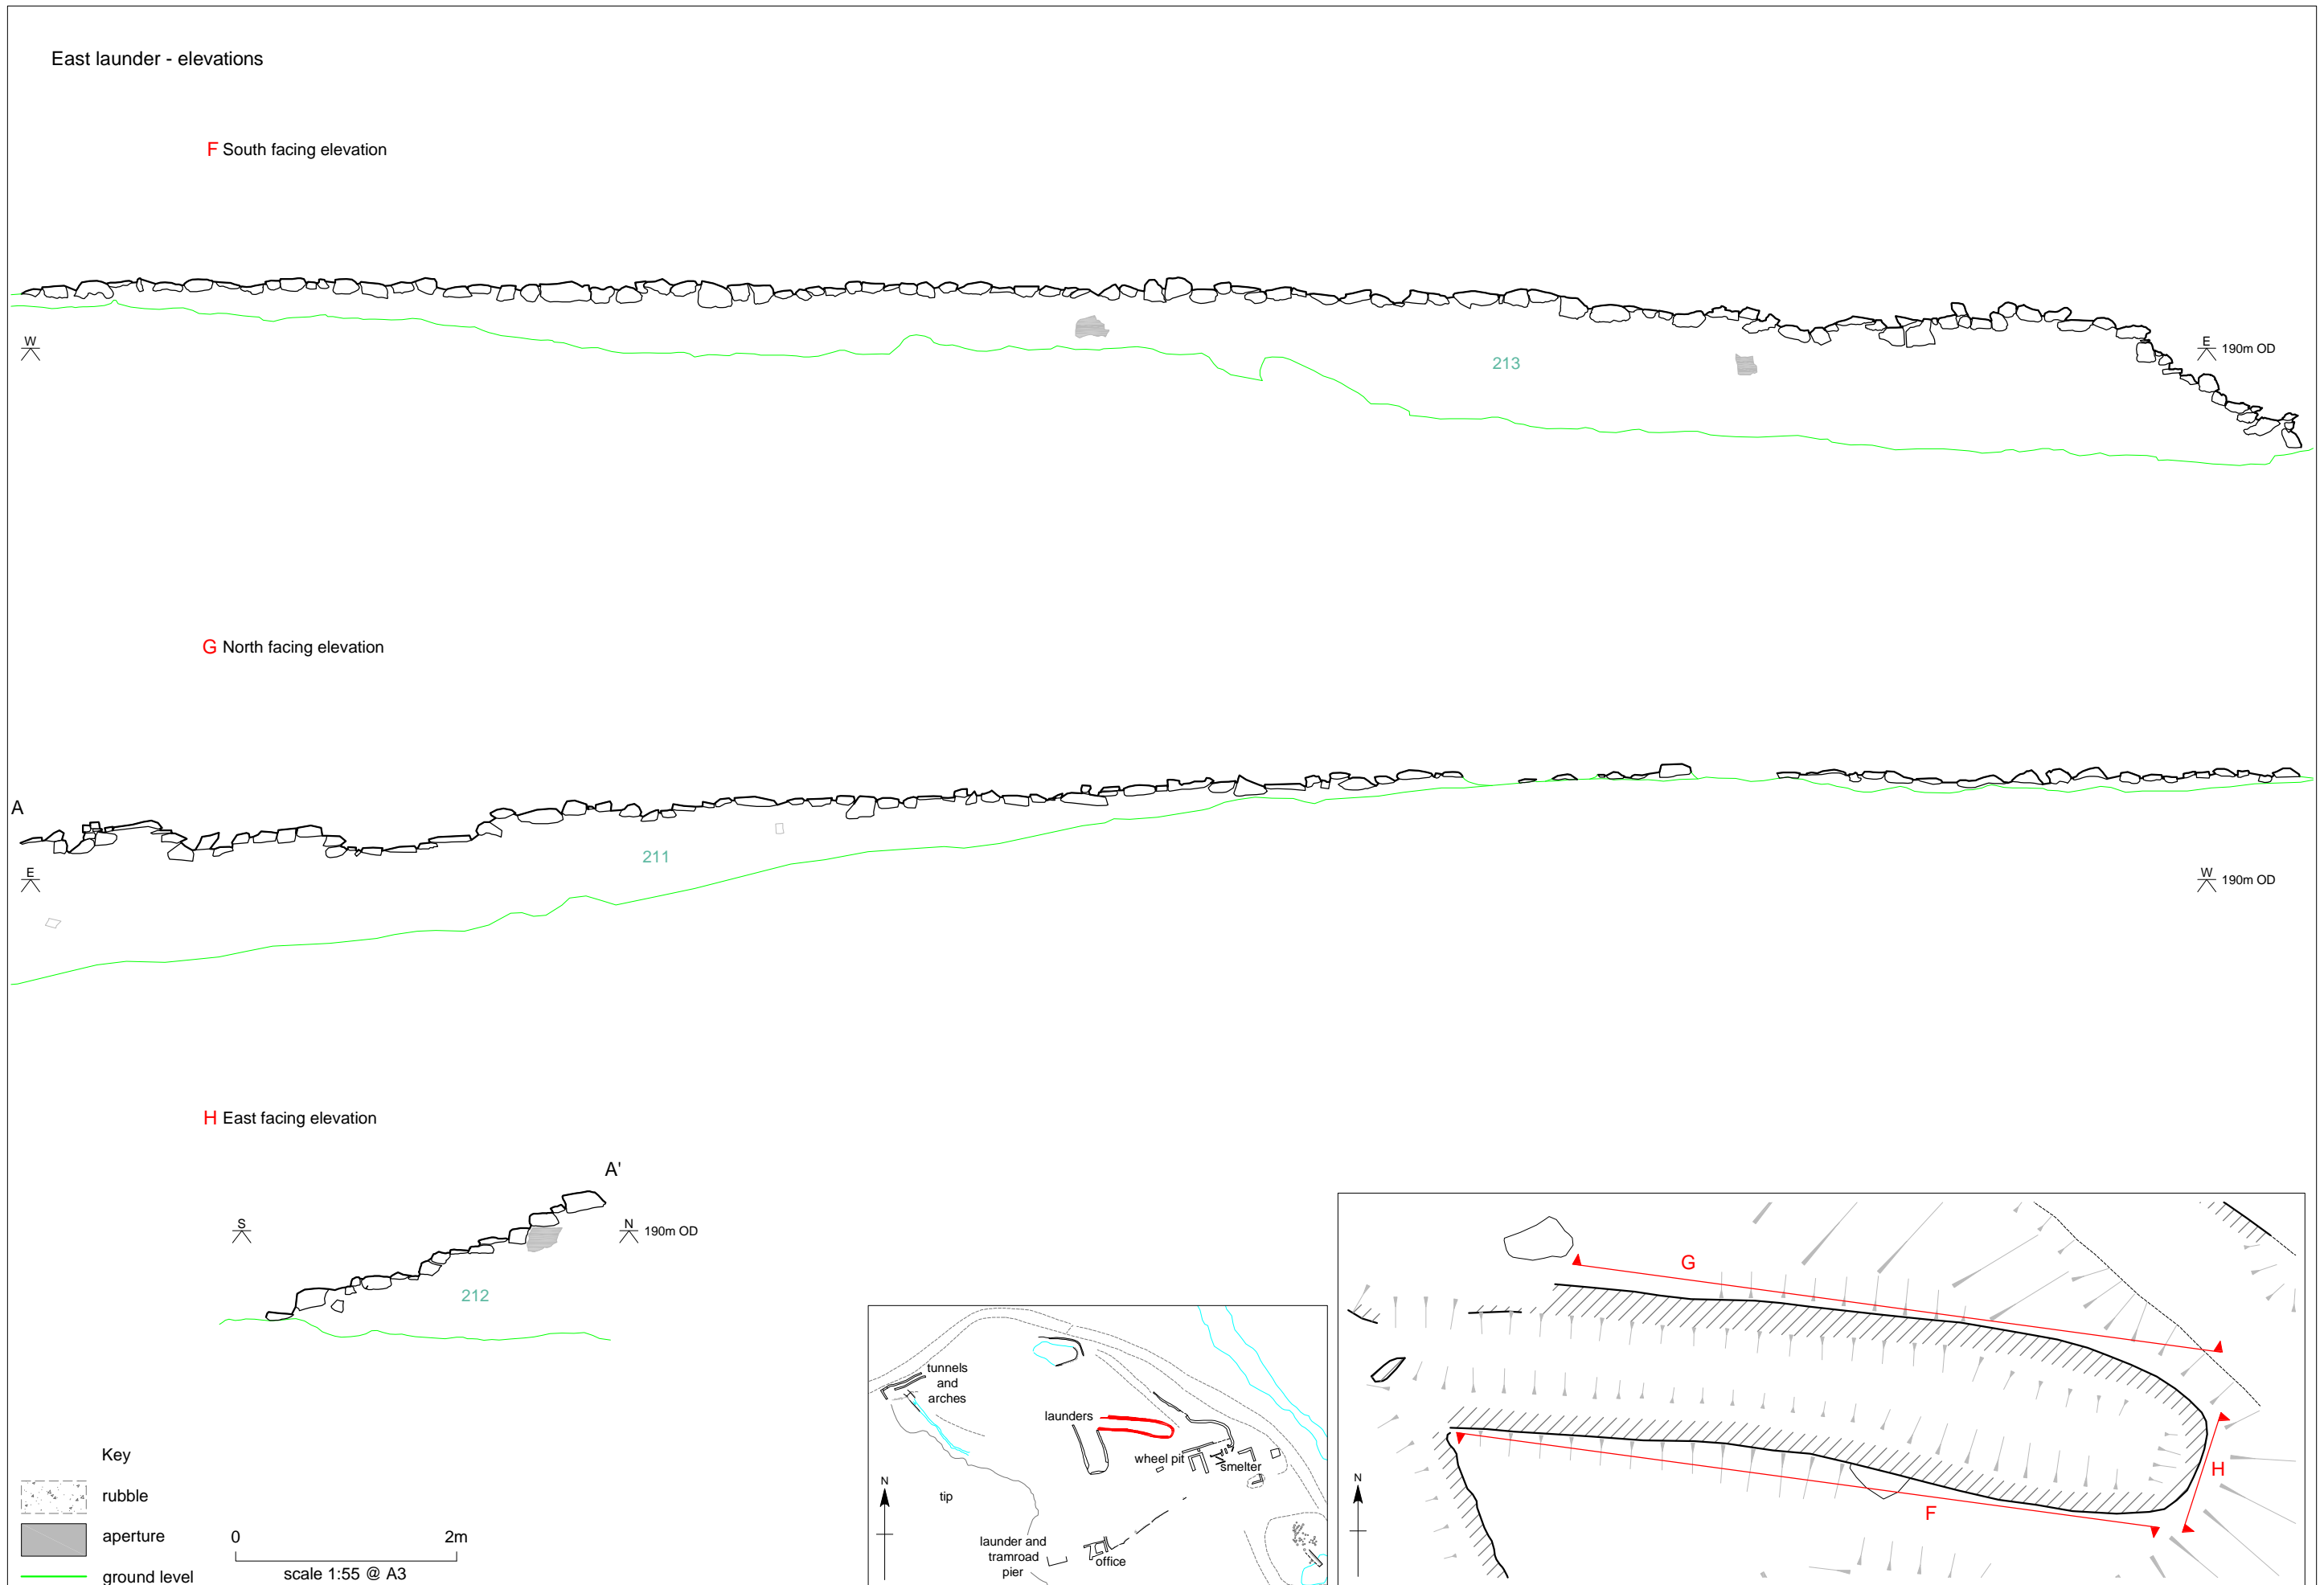 East launder - elevations
F South facing elevation
W
E 190m OD
213
G North facing elevation
A
211
E
W 190m OD
H East facing elevation
A'
S
N 190m OD
212
Key
rubble
aperture
ground level
0 2m
scale 1:55 @ A3
tunnels
and
arches
launders
wheel pit
smelter
N
tip
launder and
tramroad
pier
office
G
H
F
N